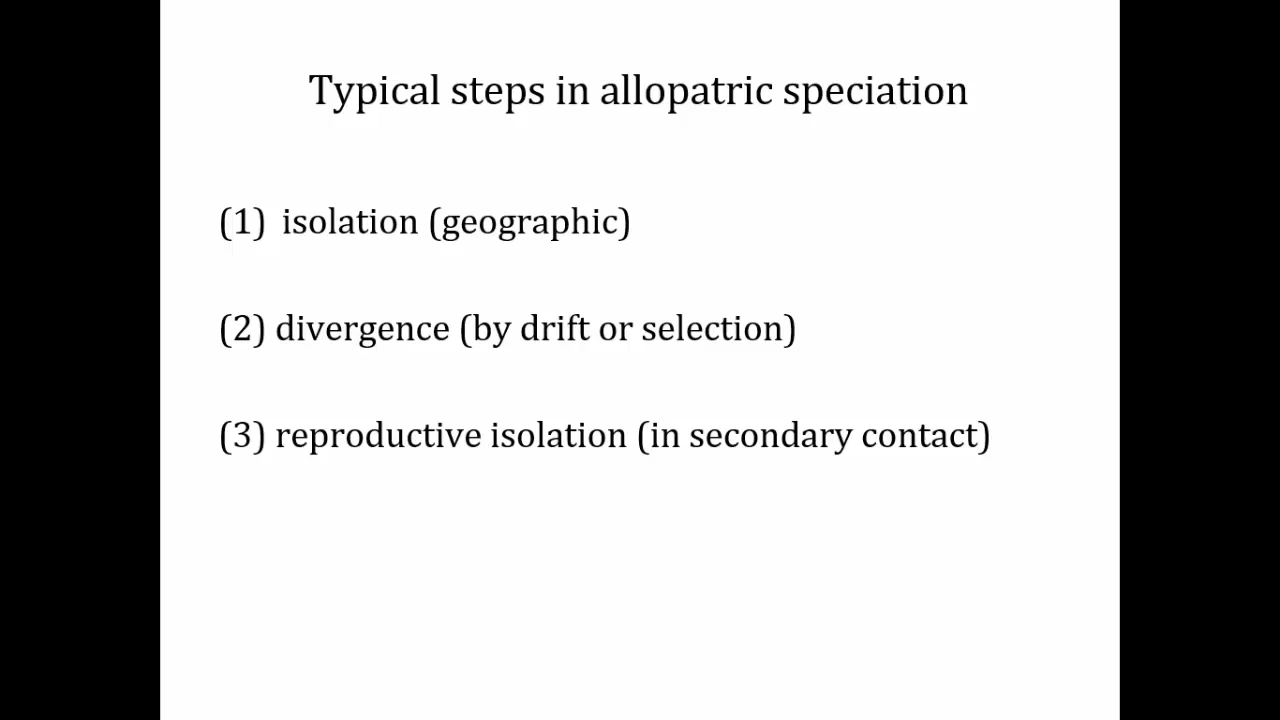 Typical steps in allopatric speciation
(1) isolation (geographic)
(2) divergence (by drift or selection)
(3) reproductive isolation (in secondary contact)